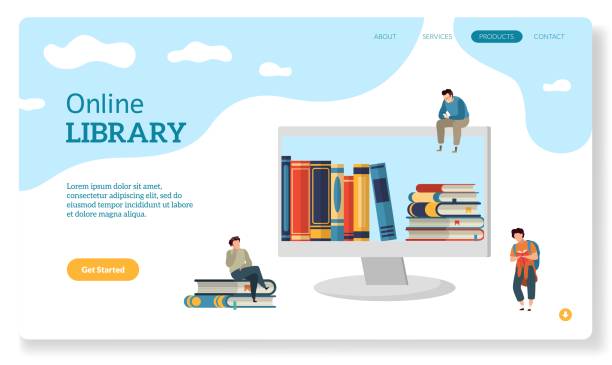 ABOUT SERVICES PRODUCTS CONTACT
Online
LIBRARY
Lorem ipsum dolor sit amet,
consectetur adipiscing elit, sed do
eiusmod tempor incididunt ut labore
et dolore magna aliqua.
Get Started